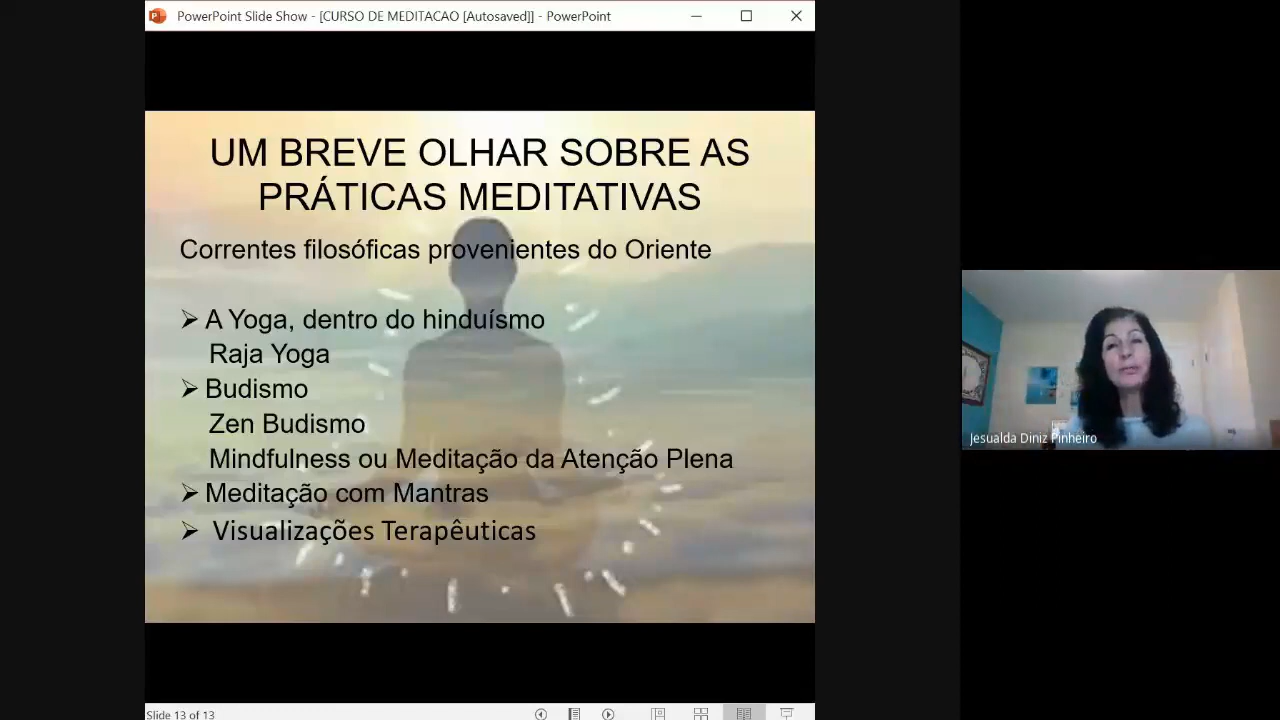 PowerPoint Slide Show - [CURSO DE MEDITACAO [Autosaved]] - PowerPoint
UM BREVE OLHAR SOBRE AS
PRÁTICAS MEDITATIVAS
Correntes filosóficas provenientes do Oriente
➢ A Yoga, dentro do hinduísmo
Raja Yoga
➢ Budismo
Zen Budismo
Mindfulness ou Meditação da Atenção Plena
➢ Meditação com Mantras
➢ Visualizações Terapêuticas
Jesualda Diniz Pinheiro
Slide 13 of 13